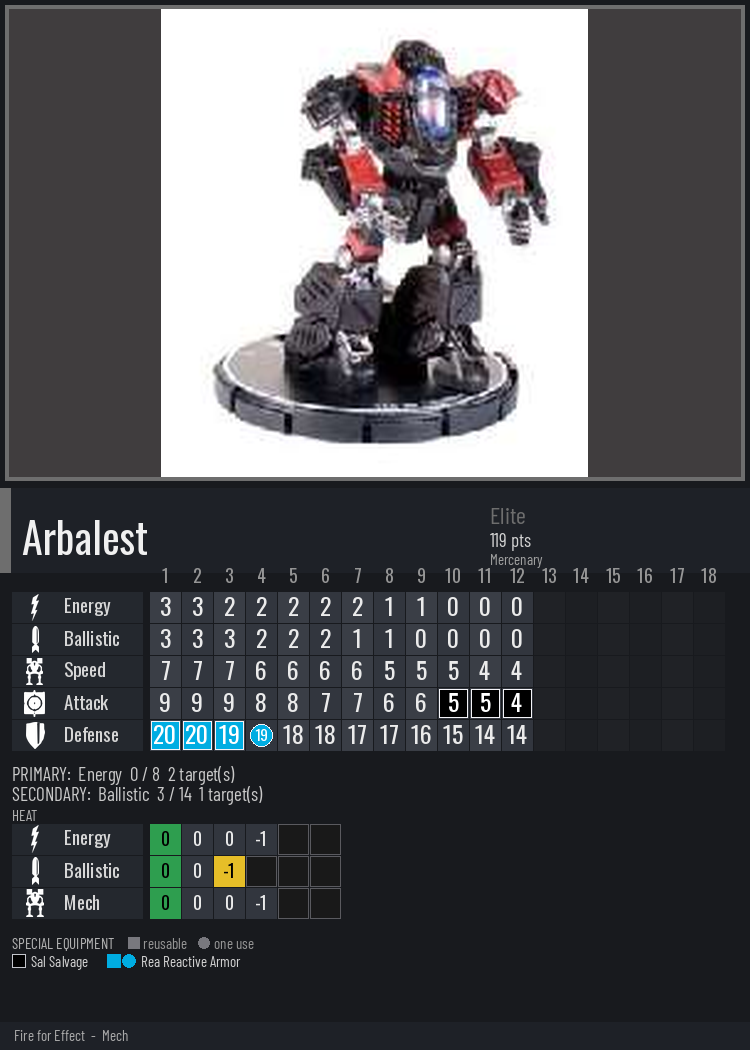 Arbalest
Elite
119 pts
Mercenary
1 2 3 4 5 6 7 8 9 10 11 12 13 14 15 16 17 18
Energy 3 3 2 2 2 2 2 1 1 0 0 0
Ballistic 3 3 3 2 2 2 1 1 0 0 0 0
Speed 7 7 7 6 6 6 6 5 5 5 4 4
Attack 9 9 9 8 8 7 7 6 6 5 5 4
Defense 20 20 19 19 18 18 17 17 16 15 14 14
PRIMARY: Energy 0 / 8 2 target(s)
SECONDARY: Ballistic 3 / 14 1 target(s)
HEAT
Energy 0 0 0 -1
Ballistic 0 0 -1
Mech 0 0 0 -1
SPECIAL EQUIPMENT reusable one use
Sal Salvage Rea Reactive Armor
Fire for Effect - Mech